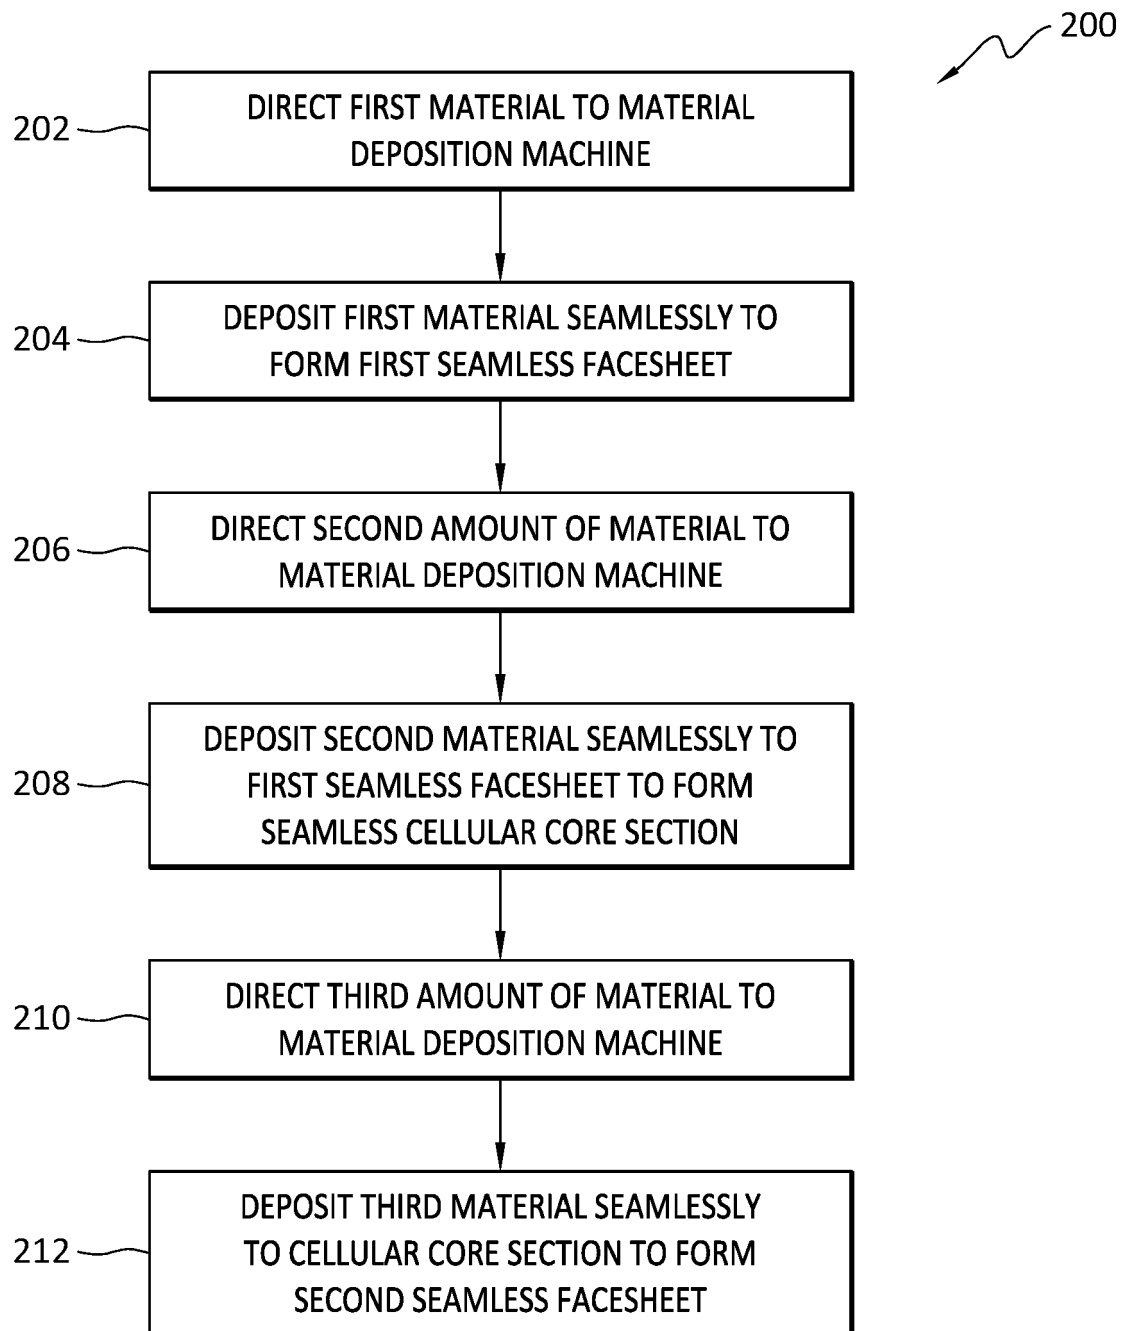 200
202
DIRECT FIRST MATERIAL TO MATERIAL
DEPOSITION MACHINE
204
DEPOSIT FIRST MATERIAL SEAMLESSLY TO
FORM FIRST SEAMLESS FACESHEET
206
DIRECT SECOND AMOUNT OF MATERIAL TO
MATERIAL DEPOSITION MACHINE
208
DEPOSIT SECOND MATERIAL SEAMLESSLY TO
FIRST SEAMLESS FACESHEET TO FORM
SEAMLESS CELLULAR CORE SECTION
210
DIRECT THIRD AMOUNT OF MATERIAL TO
MATERIAL DEPOSITION MACHINE
212
DEPOSIT THIRD MATERIAL SEAMLESSLY
TO CELLULAR CORE SECTION TO FORM
SECOND SEAMLESS FACESHEET